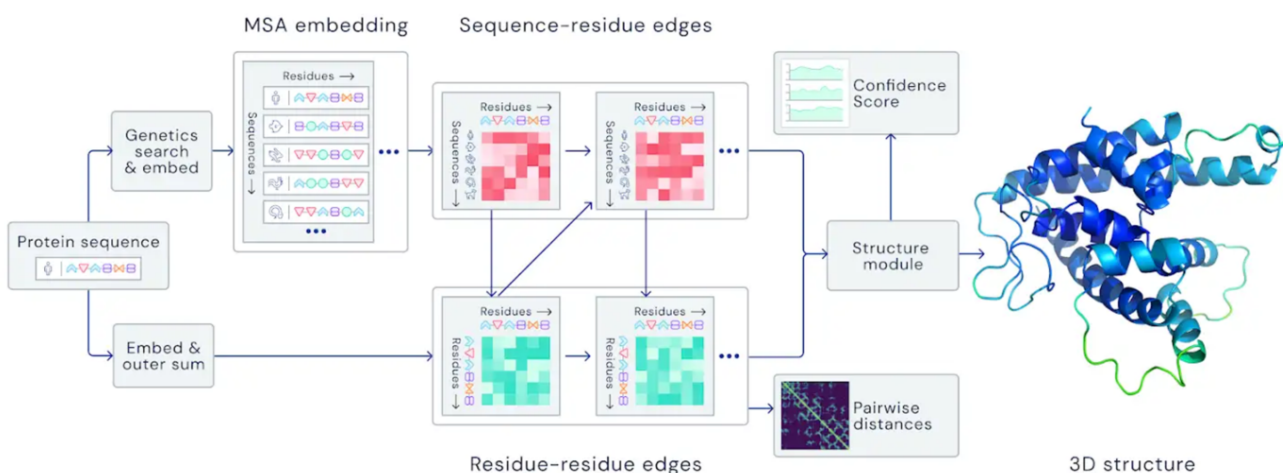 MSA embedding
Sequence-residue edges
Residues →
Sequences →
Genetics
search
& embed
Protein sequence
Embed &
outer sum
Residues →
Sequences →
Residues →
Sequences →
Residues →
Residues →
Residues →
Residues →
Residue-residue edges
Confidence
Score
Structure
module
Pairwise
distances
3D structure